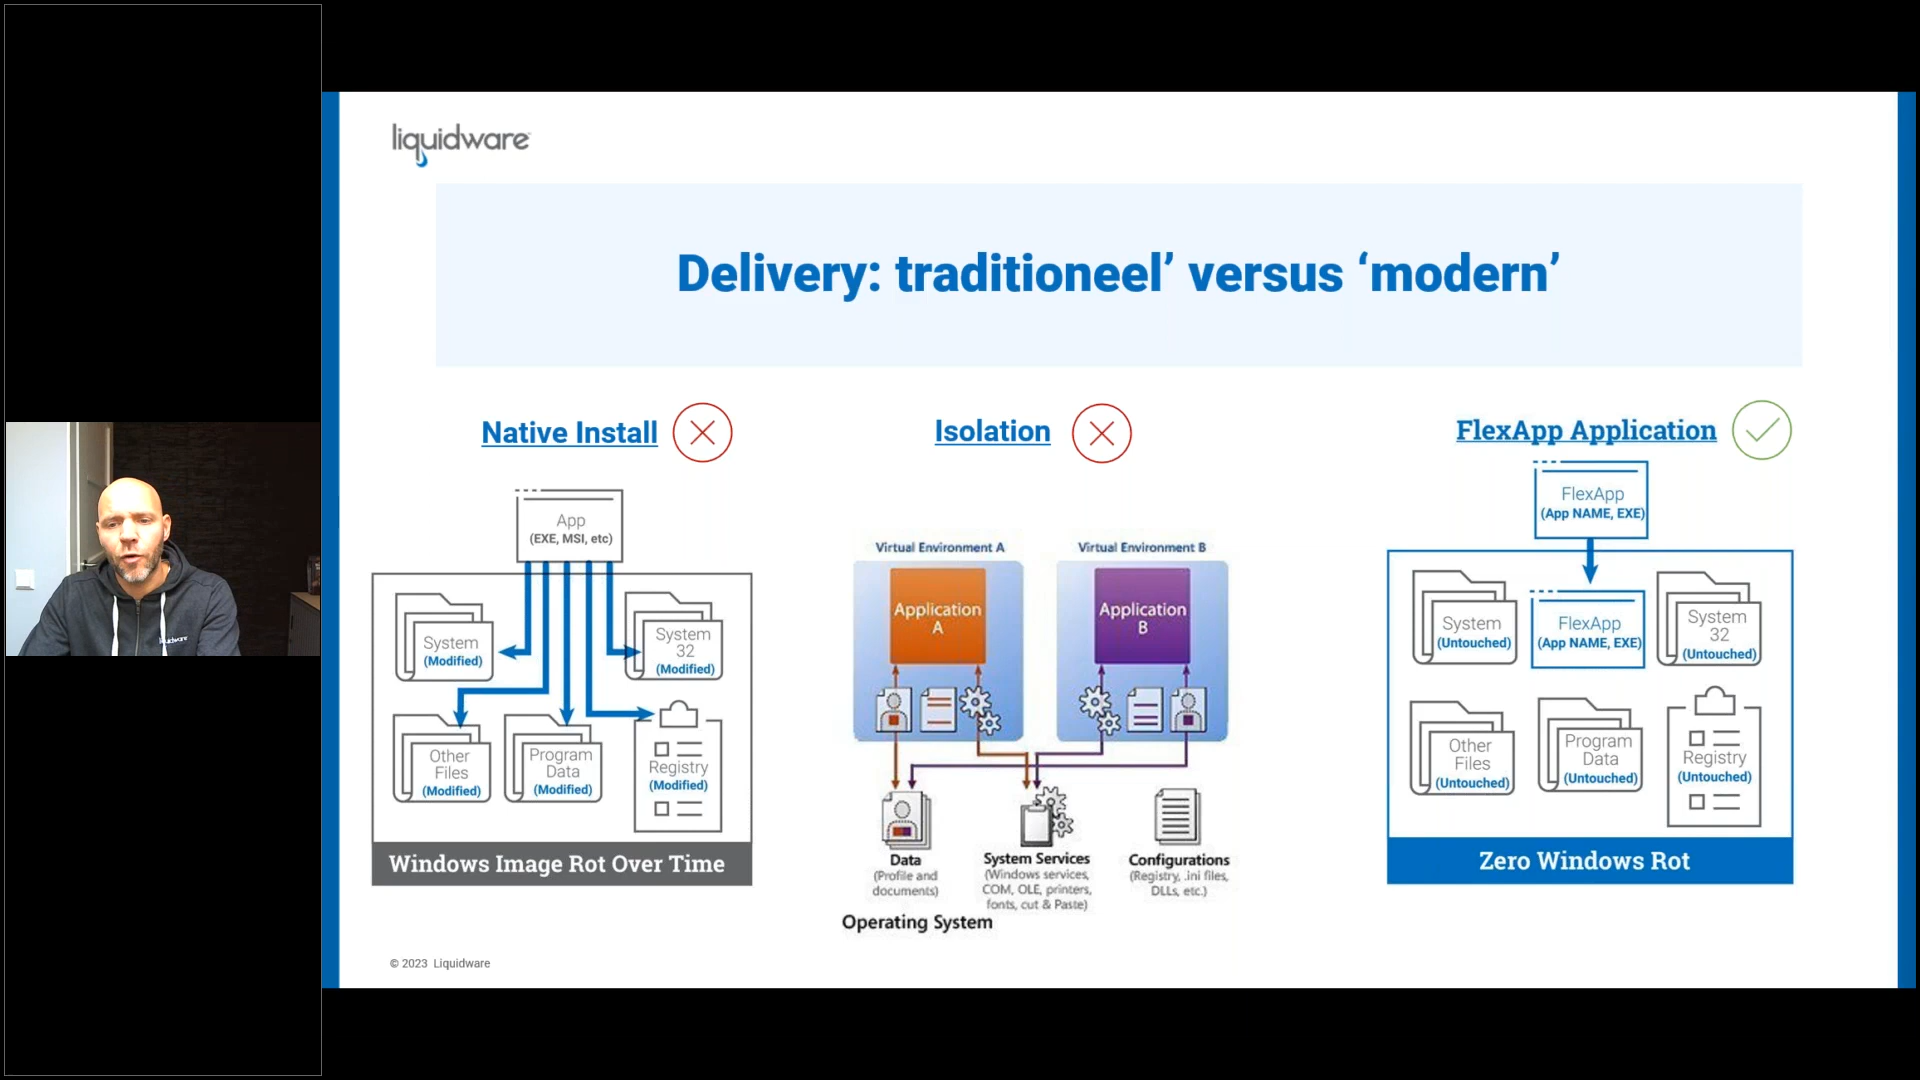 liquidware
Delivery: traditioneel’ versus ‘modern’
Native Install
App
(EXE, MSI, etc)
System
(Modified)
System
32
(Modified)
Other
Files
(Modified)
Program
Data
(Modified)
Registry
(Modified)
Windows Image Rot Over Time
Isolation
Virtual Environment A
Virtual Environment B
Application
A
Application
B
Data
(Profile and
documents)
System Services
(Windows services,
COM, OLE, printers,
fonts, cut & Paste)
Configurations
(Registry, .ini files,
DLLs, etc.)
Operating System
FlexApp Application
FlexApp
(App NAME, EXE)
System
(Untouched)
FlexApp
(App NAME, EXE)
System
32
(Untouched)
Other
Files
(Untouched)
Program
Data
(Untouched)
Registry
(Untouched)
Zero Windows Rot
© 2023 Liquidware
liquidware